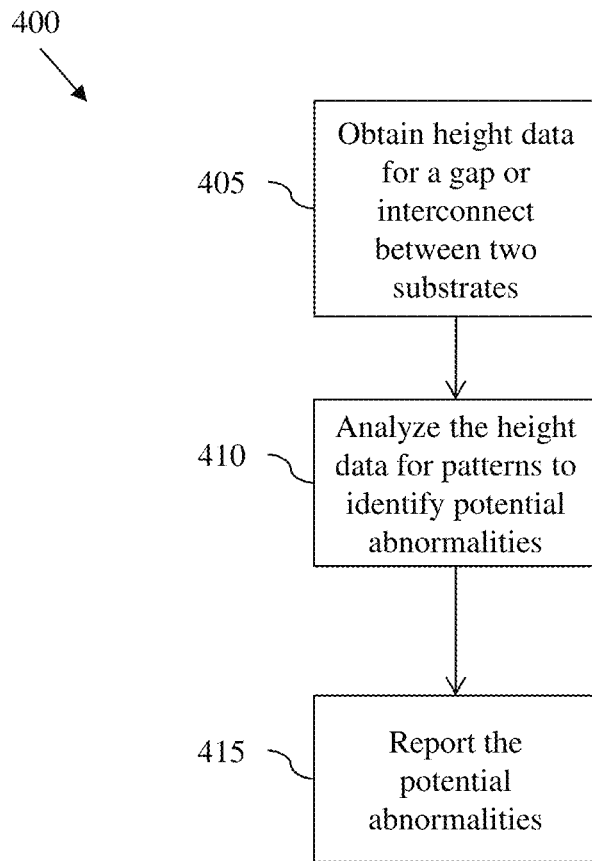 400
405
Obtain height data
for a gap or
interconnect
between two
substrates
410
Analyze the height
data for patterns to
identify potential
abnormalities
415
Report the
potential
abnormalities